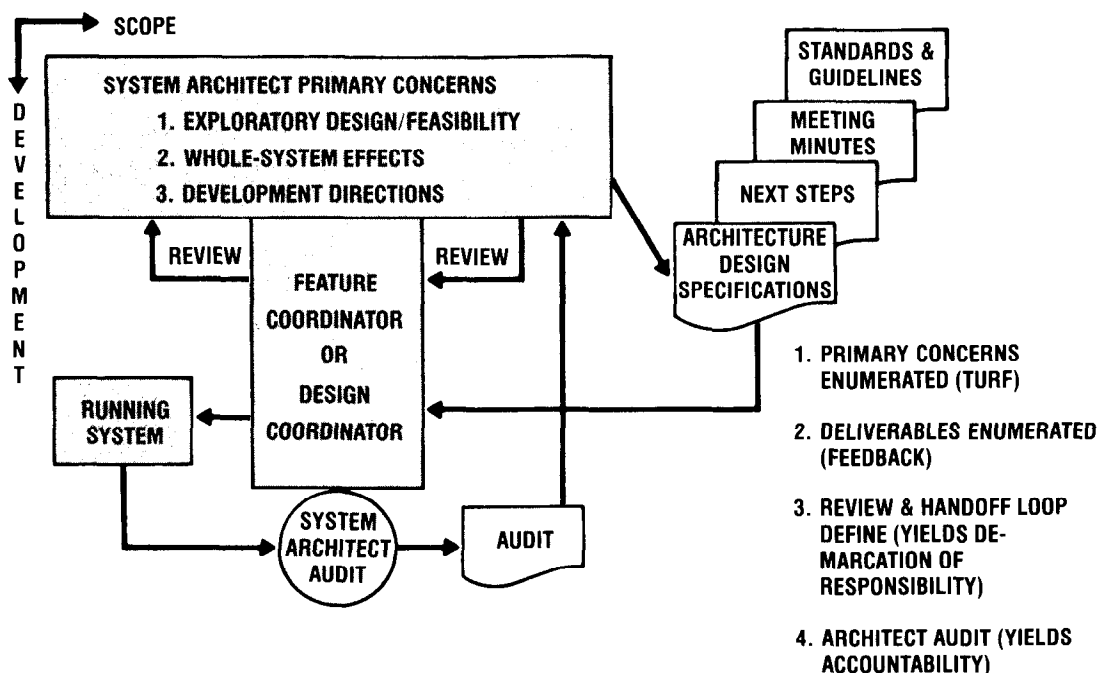 SCOPE
DEVELOPMENT
SYSTEM ARCHITECT PRIMARY CONCERNS
1. EXPLORATORY DESIGN/FEASIBILITY
2. WHOLE-SYSTEM EFFECTS
3. DEVELOPMENT DIRECTIONS
STANDARDS &
GUIDELINES
MEETING
MINUTES
NEXT STEPS
ARCHITECTURE
DESIGN
SPECIFICATIONS
REVIEW
REVIEW
FEATURE
COORDINATOR
OR
DESIGN
COORDINATOR
RUNNING
SYSTEM
SYSTEM
ARCHITECT
AUDIT
AUDIT
1. PRIMARY CONCERNS
ENUMERATED (TURF)
2. DELIVERABLES ENUMERATED
(FEEDBACK)
3. REVIEW & HANDOFF LOOP
DEFINE (YIELDS DE-
MARCATION OF
RESPONSIBILITY)
4. ARCHITECT AUDIT (YIELDS
ACCOUNTABILITY)